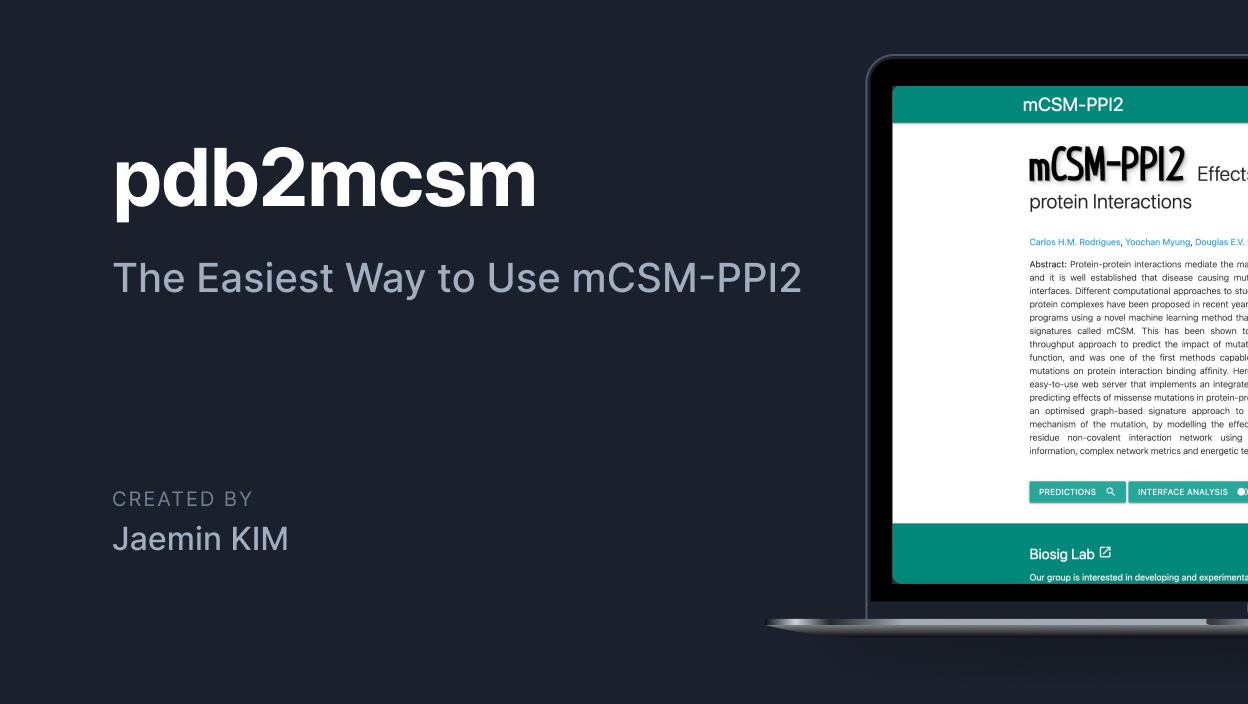 pdb2mcsm
The Easiest Way to Use mCSM-PPI2
CREATED BY
Jaemin KIM
mCSM-PPI2
mCSM-PPI2 Effects
protein Interactions
Carlos H.M. Rodrigues, Yoochan Myung, Douglas E.V.
Abstract: Protein-protein interactions mediate the
and it is well established that disease causing
interfaces. Different computational approaches to
protein complexes have been proposed in recent
programs using a novel machine learning method
signatures called mCSM. This has been shown to
throughput approach to predict the impact of
function, and was one of the first methods
mutations on protein interaction binding affinity.
easy-to-use web server that implements an
predicting effects of missense mutations in
an optimised graph-based signature approach to
mechanism of the mutation, by modelling the
residue non-covalent interaction network using
information, complex network metrics and energetic
PREDICTIONS
INTERFACE ANALYSIS
Biosig Lab
Our group is interested in developing and